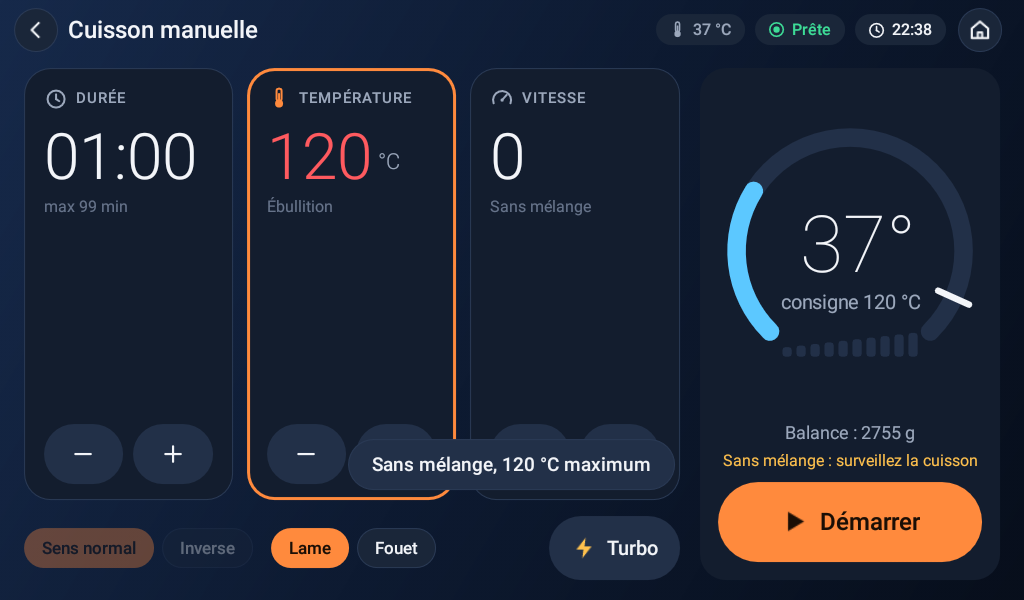 Cuisson manuelle
37 °C
Prête
22:38
DURÉE
01:00
max 99 min
TEMPÉRATURE
120 °C
Ébullition
VITESSE
0
Sans mélange
37°
consigne 120 °C
Balance : 2755 g
Sans mélange : surveillez la cuisson
Démarrer
− +
−
Sans mélange, 120 °C maximum
Sens normal
Inverse
Lame
Fouet
Turbo